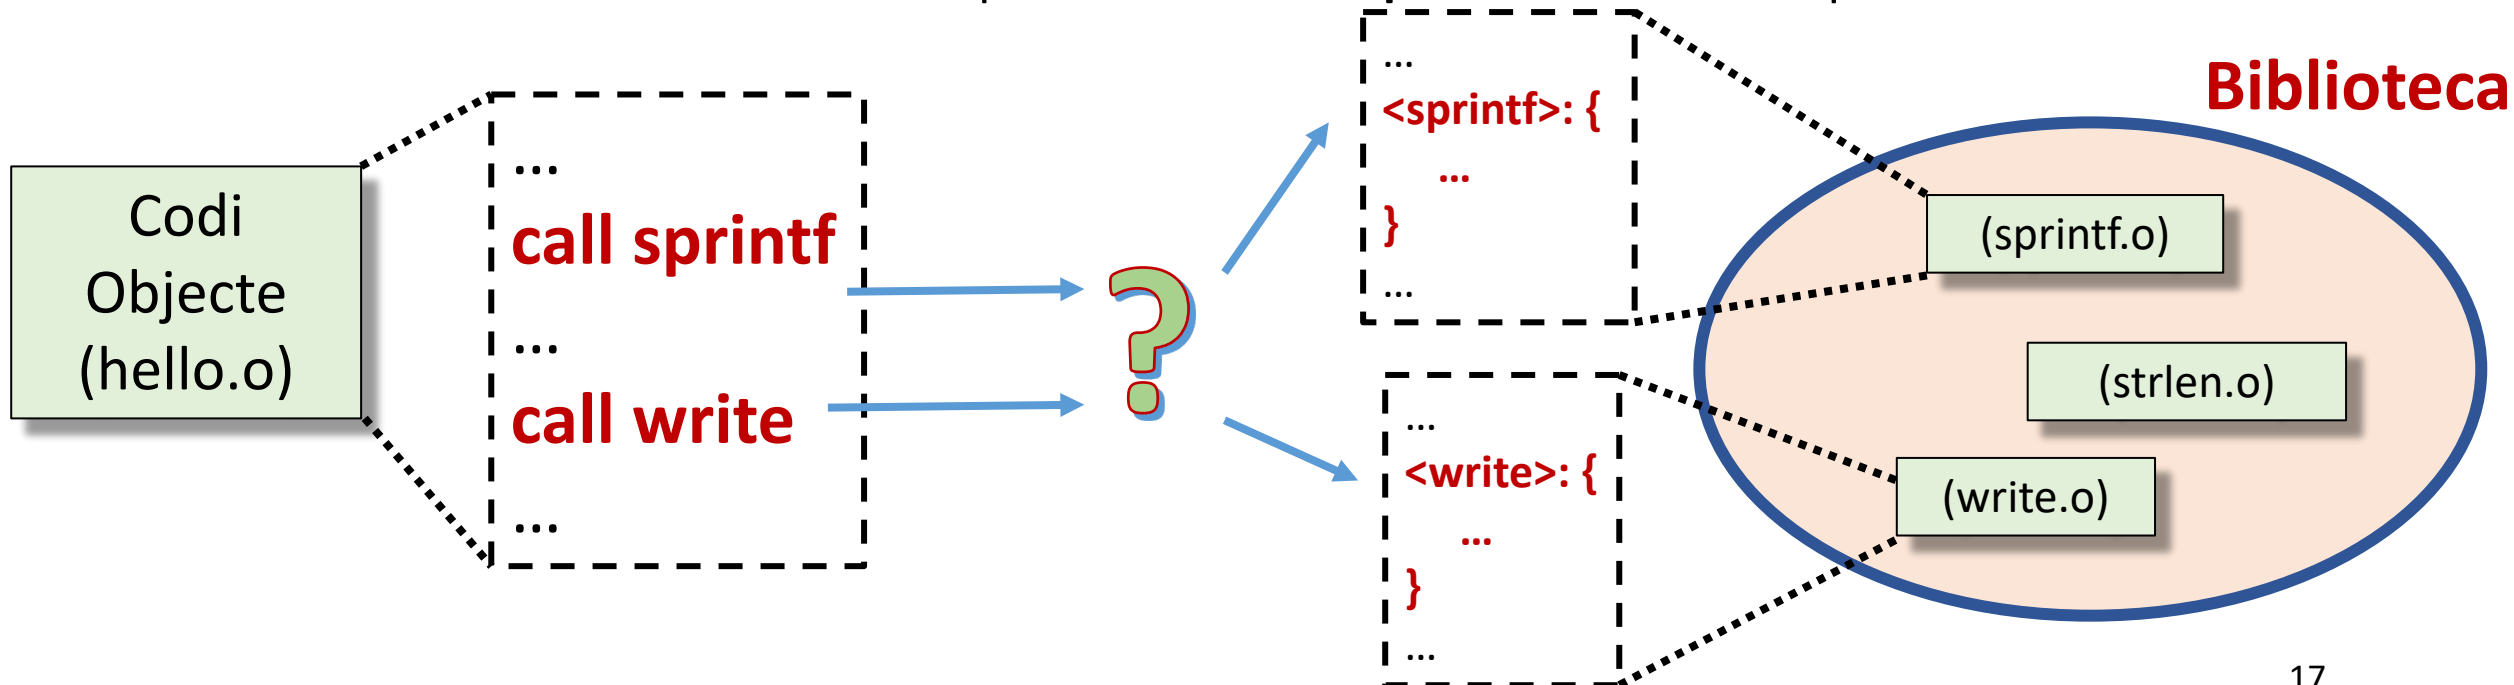 Codi
Objecte
(hello.o)
...
call sprintf
...
call write
...
?
...
<sprintf>: {
...
}
...
...
<write>: {
...
}
...
Biblioteca
(sprintf.o)
(strlen.o)
(write.o)
17